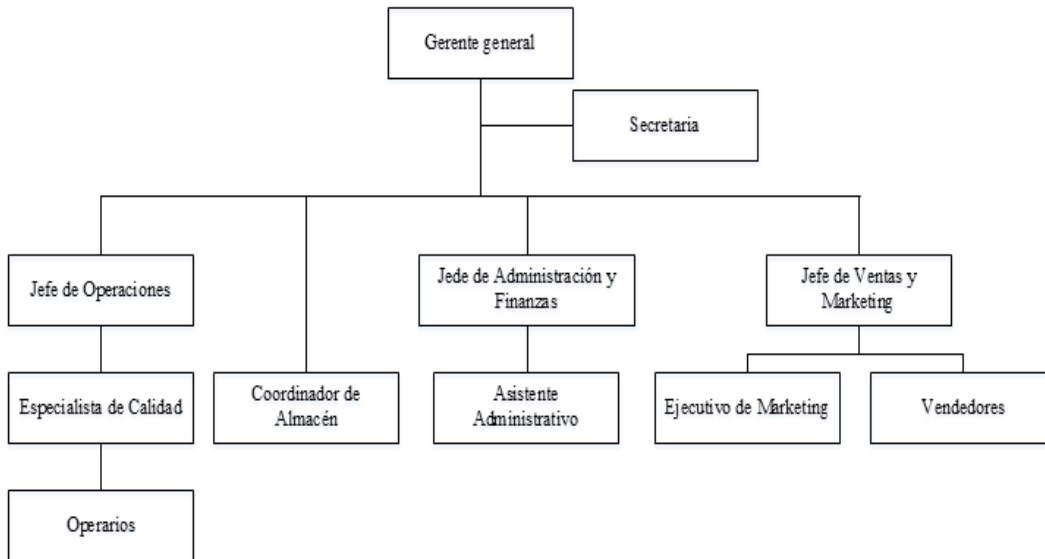 Gerente general
Secretaria
Jefe de Operaciones
Jede de Administración y
Finanzas
Jefe de Ventas y
Marketing
Especialista de Calidad
Coordinador de
Almacén
Asistente
Administrativo
Ejecutivo de Marketing
Vendedores
Operarios